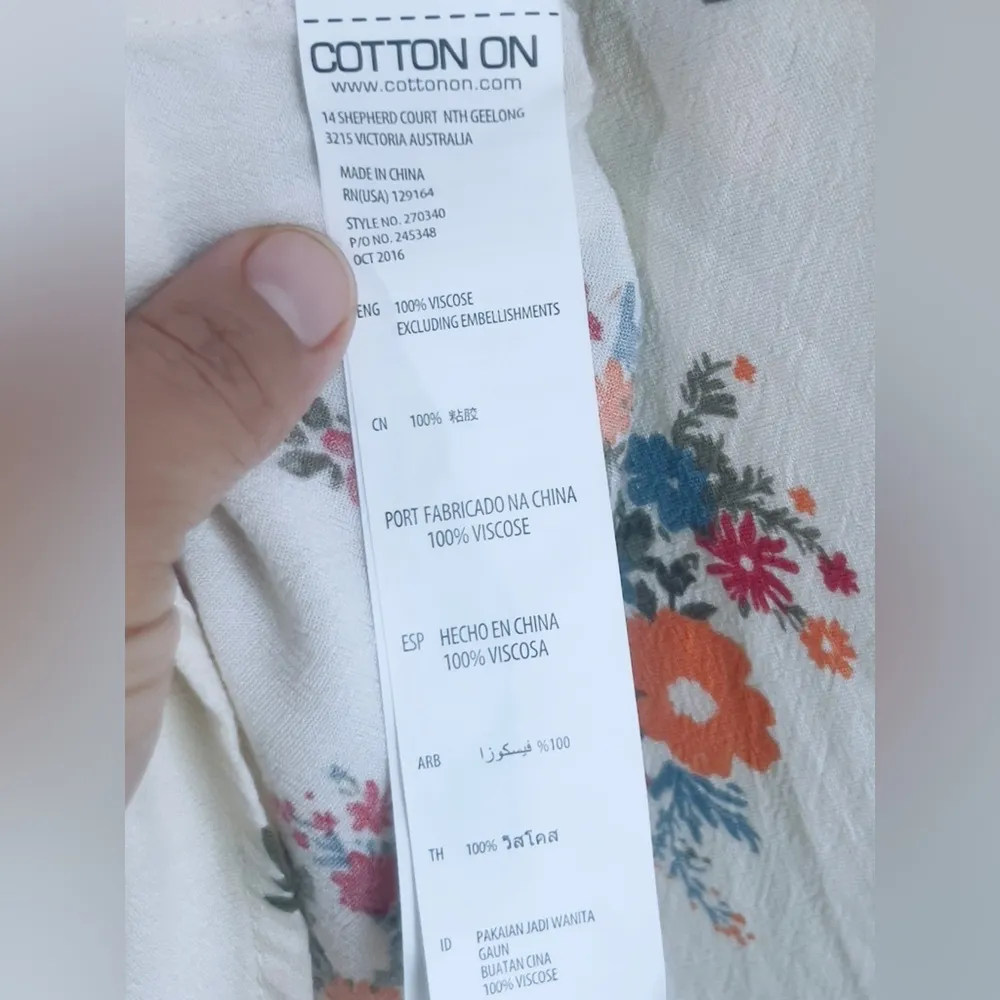 COTTON ON
www.cottonon.com
14 SHEPHERD COURT NTH GEELONG
3215 VICTORIA AUSTRALIA
MADE IN CHINA
RN(USA) 129164
STYLE NO. 270340
P/O NO. 245348
OCT 2016
ENG 100% VISCOSE
EXCLUDING EMBELLISHMENTS
CN 100% 粘胶
PORT FABRICADO NA CHINA
100% VISCOSE
ESP HECHO EN CHINA
100% VISCOSA
ARB %100 فيسكوزا
TH 100% วิสโคส
ID PAKAIAN JADI WANITA
GAUN
BUATAN CINA
100% VISCOSE